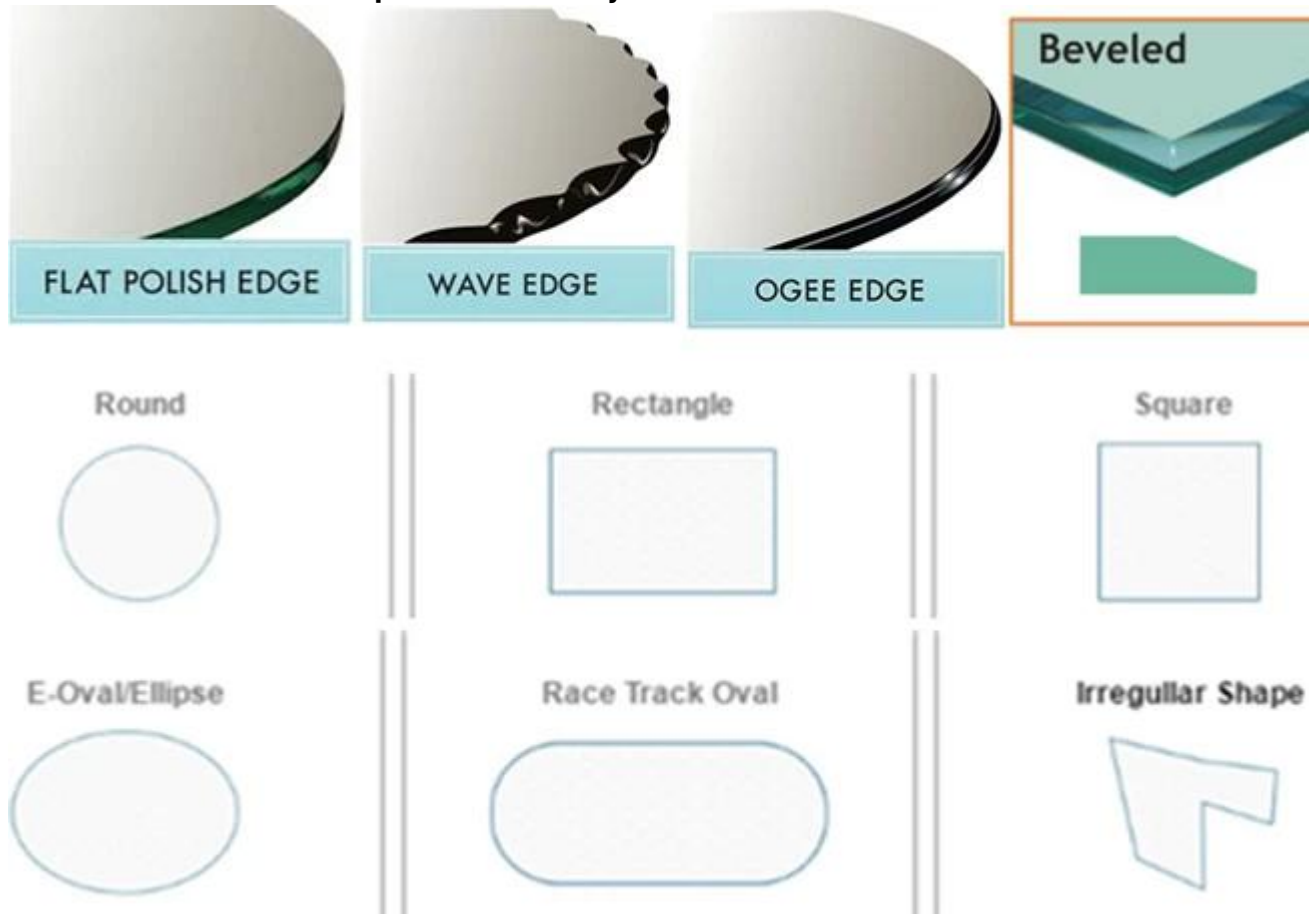 Beveled
FLAT POLISH EDGE
WAVE EDGE
OGEE EDGE
Round
Rectangle
Square
E-Oval/Ellipse
Race Track Oval
Irregullar Shape